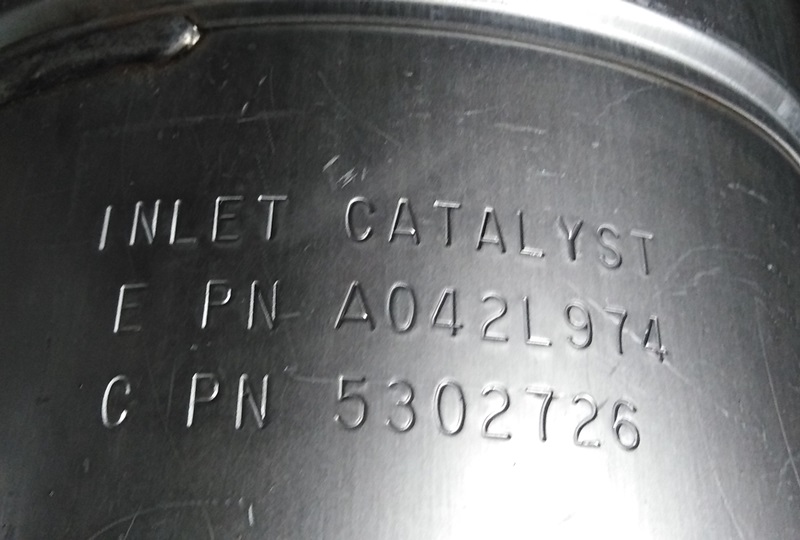 INLET CATALYST
E PN A042L974
C PN 5302726